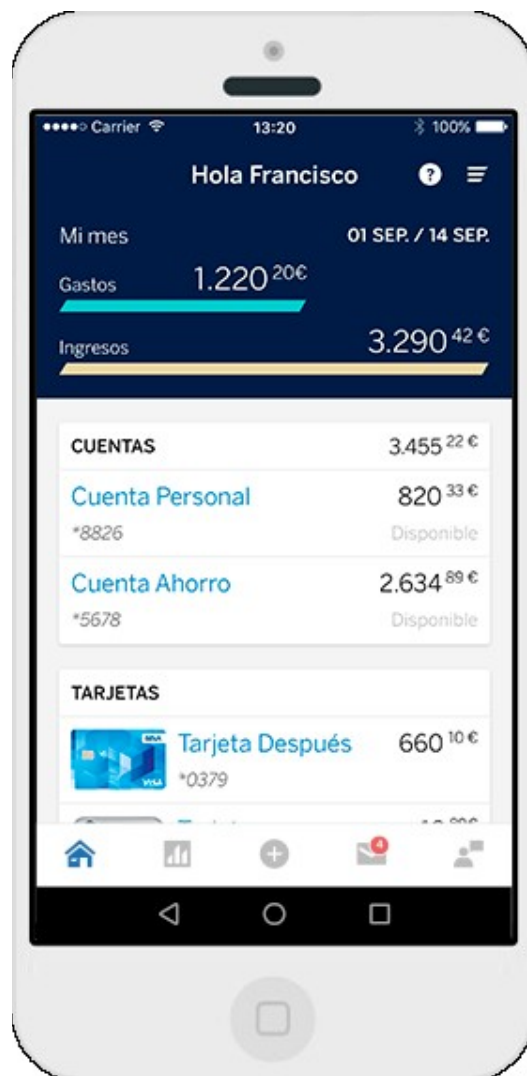 Carrier 13:20 100%
Hola Francisco ?
Mi mes 01 SEP. / 14 SEP.
Gastos 1.220 20€
Ingresos 3.290 42 €
CUENTAS 3.455 22 €
Cuenta Personal 820 33 €
*8826 Disponible
Cuenta Ahorro 2.634 89 €
*5678 Disponible
TARJETAS
BBVA
Tarjeta Después 660 10 €
VISA
*0379
4